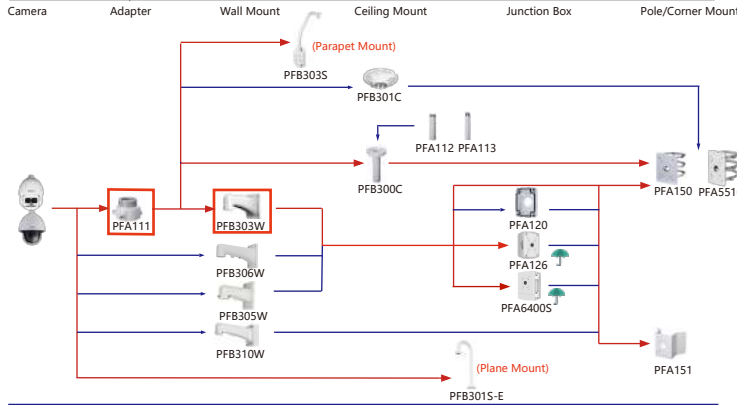 Camera Adapter Wall Mount Ceiling Mount Junction Box Pole/Corner Mount
(Parapet Mount)
PFB303S
PFB301C
PFA112 PFA113
PFB300C
PFA150 PFA551
PFA111
PFB303W
PFA120
PFB306W
PFA126
PFB305W
PFA6400S
PFB310W
PFA151
(Plane Mount)
PFB301S-E